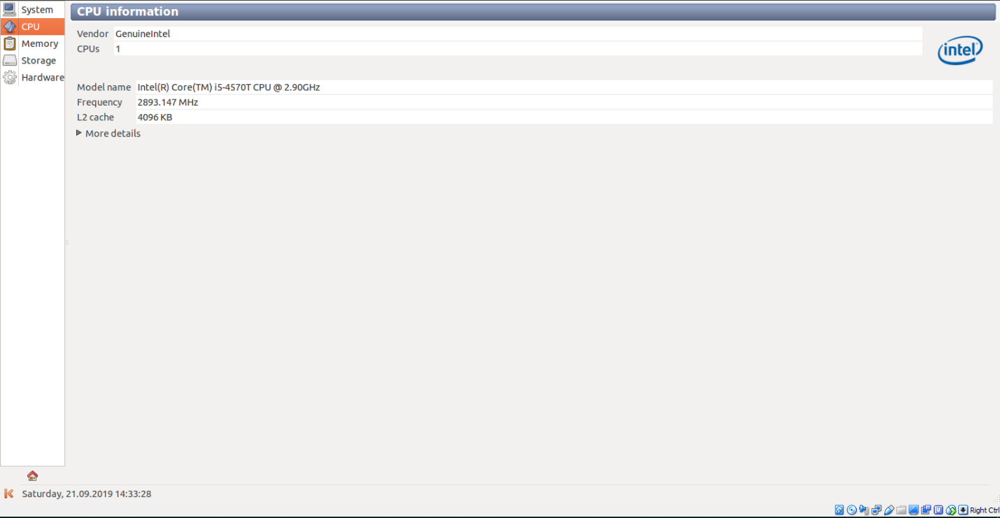 System
CPU
Memory
Storage
Hardware
CPU information
Vendor GenuineIntel
CPUs 1
intel
Model name Intel(R) Core(TM) i5-4570T CPU @ 2.90GHz
Frequency 2893.147 MHz
L2 cache 4096 KB
More details
Saturday, 21.09.2019 14:33:28
Right Ctrl